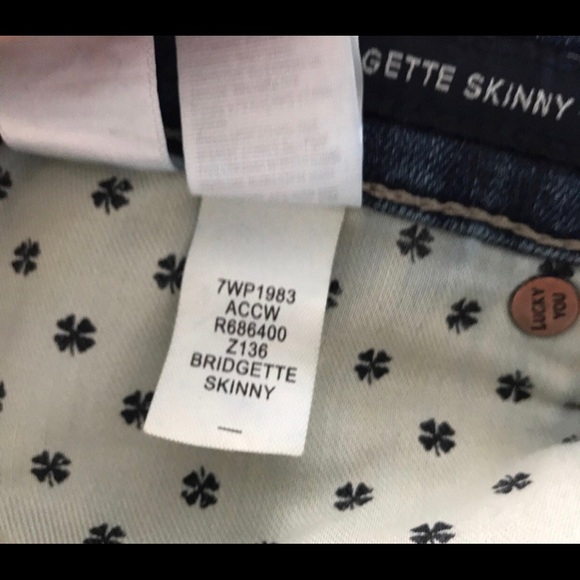 GETTE SKINNY
LUCKY
YOU
7WP1983
ACCW
R686400
Z136
BRIDGETTE
SKINNY